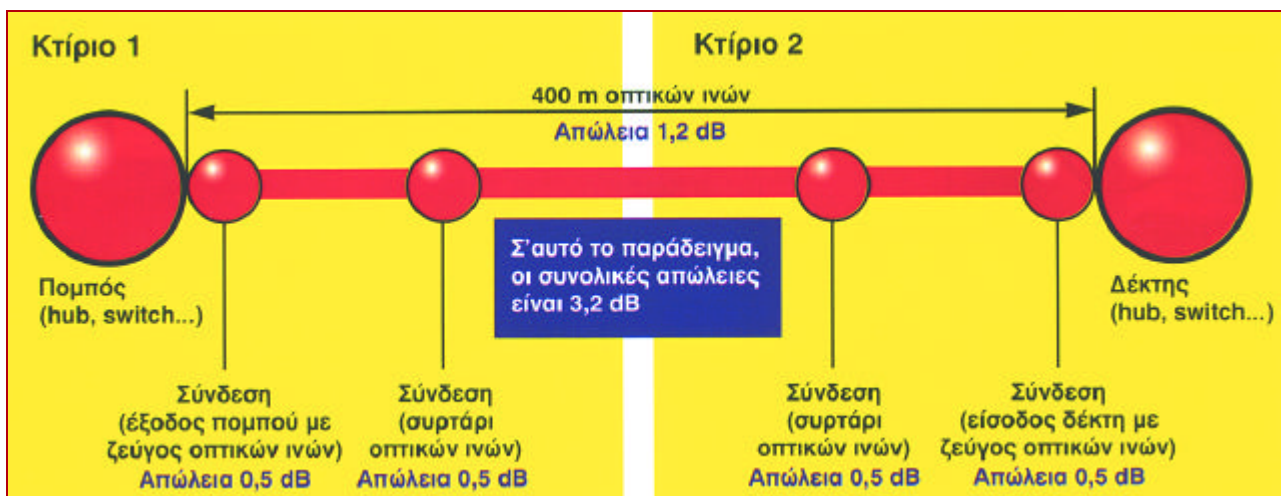 Κτίριο 1
Κτίριο 2
400 m οπτικών ινών
Απώλεια 1,2 dB
Σ'αυτό το παράδειγμα,
οι συνολικές απώλειες
είναι 3,2 dB
Πομπός
(hub, switch...)
Δέκτης
(hub, switch...)
Σύνδεση
(έξοδος πομπού με
ζεύγος οπτικών ινών)
Απώλεια 0,5 dB
Σύνδεση
(συρτάρι
οπτικών ινών)
Απώλεια 0,5 dB
Σύνδεση
(συρτάρι
οπτικών ινών)
Απώλεια 0,5 dB
Σύνδεση
(είσοδος δέκτη με
ζεύγος οπτικών ινών)
Απώλεια 0,5 dB